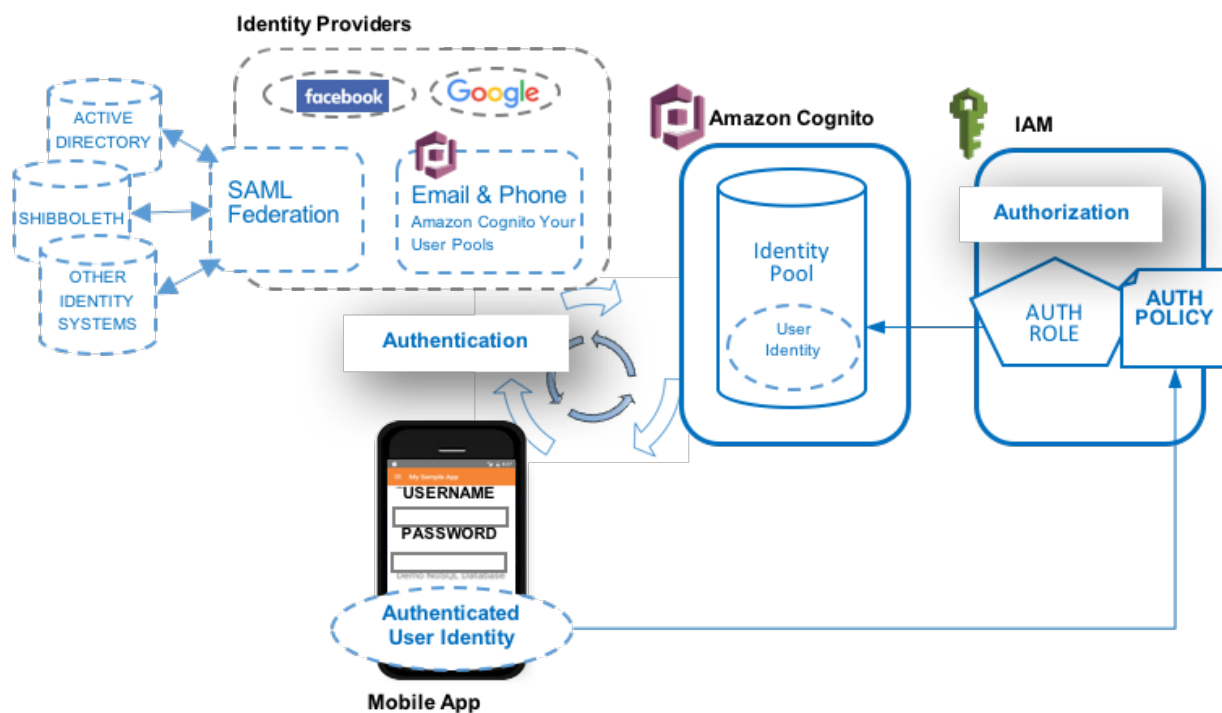 Identity Providers
facebook
Google
ACTIVE
DIRECTORY
SHIBBOLETH
OTHER
IDENTITY
SYSTEMS
SAML
Federation
Email & Phone
Amazon Cognito Your
User Pools
Amazon Cognito
Identity
Pool
User
Identity
IAM
Authorization
AUTH
ROLE
AUTH
POLICY
Authentication
My Sample App
USERNAME
PASSWORD
Demo NoSQL Database
Authenticated
User Identity
Mobile App